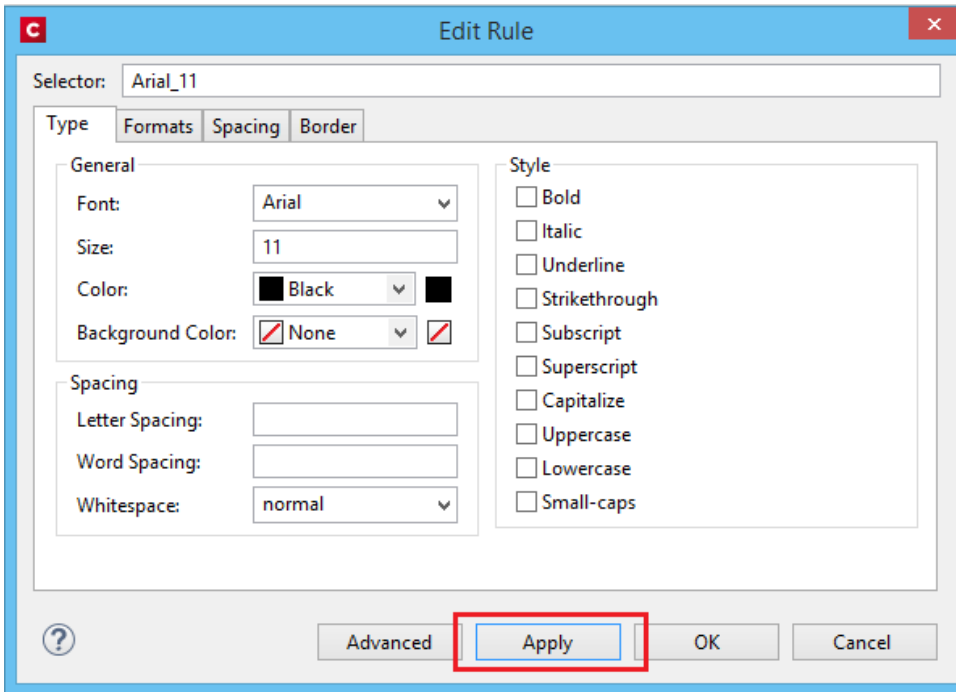 C
Edit Rule
Selector: Arial_11
Type Formats Spacing Border
General
Font: Arial
Size: 11
Color: Black
Background Color: None
Spacing
Letter Spacing:
Word Spacing:
Whitespace: normal
Style
Bold
Italic
Underline
Strikethrough
Subscript
Superscript
Capitalize
Uppercase
Lowercase
Small-caps
? Advanced Apply OK Cancel